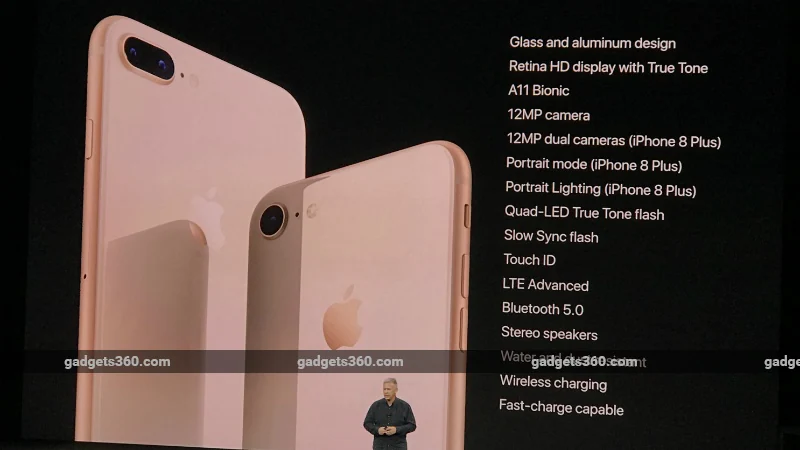 Glass and aluminum design
Retina HD display with True Tone
A11 Bionic
12MP camera
12MP dual cameras (iPhone 8 Plus)
Portrait mode (iPhone 8 Plus)
Portrait Lighting (iPhone 8 Plus)
Quad-LED True Tone flash
Slow Sync flash
Touch ID
LTE Advanced
Bluetooth 5.0
Stereo speakers
Water and
Wireless charging
Fast-charge capable
gadgets360.com gadgets360.com gadgets360.com gadge